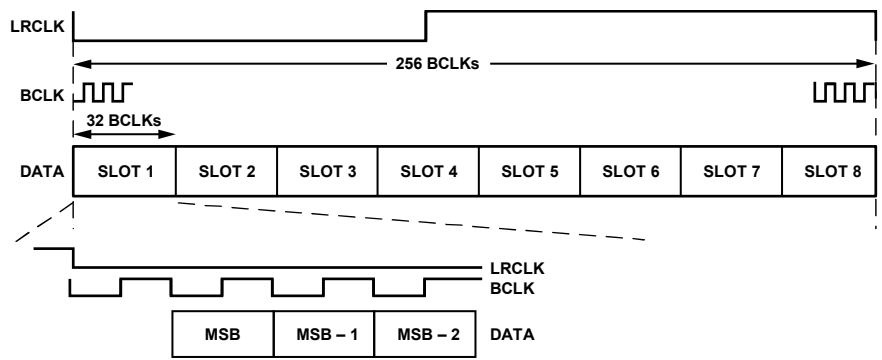 LRCLK
256 BCLKs
BCLK
32 BCLKs
DATA SLOT 1 SLOT 2 SLOT 3 SLOT 4 SLOT 5 SLOT 6 SLOT 7 SLOT 8
LRCLK
BCLK
MSB MSB – 1 MSB – 2 DATA